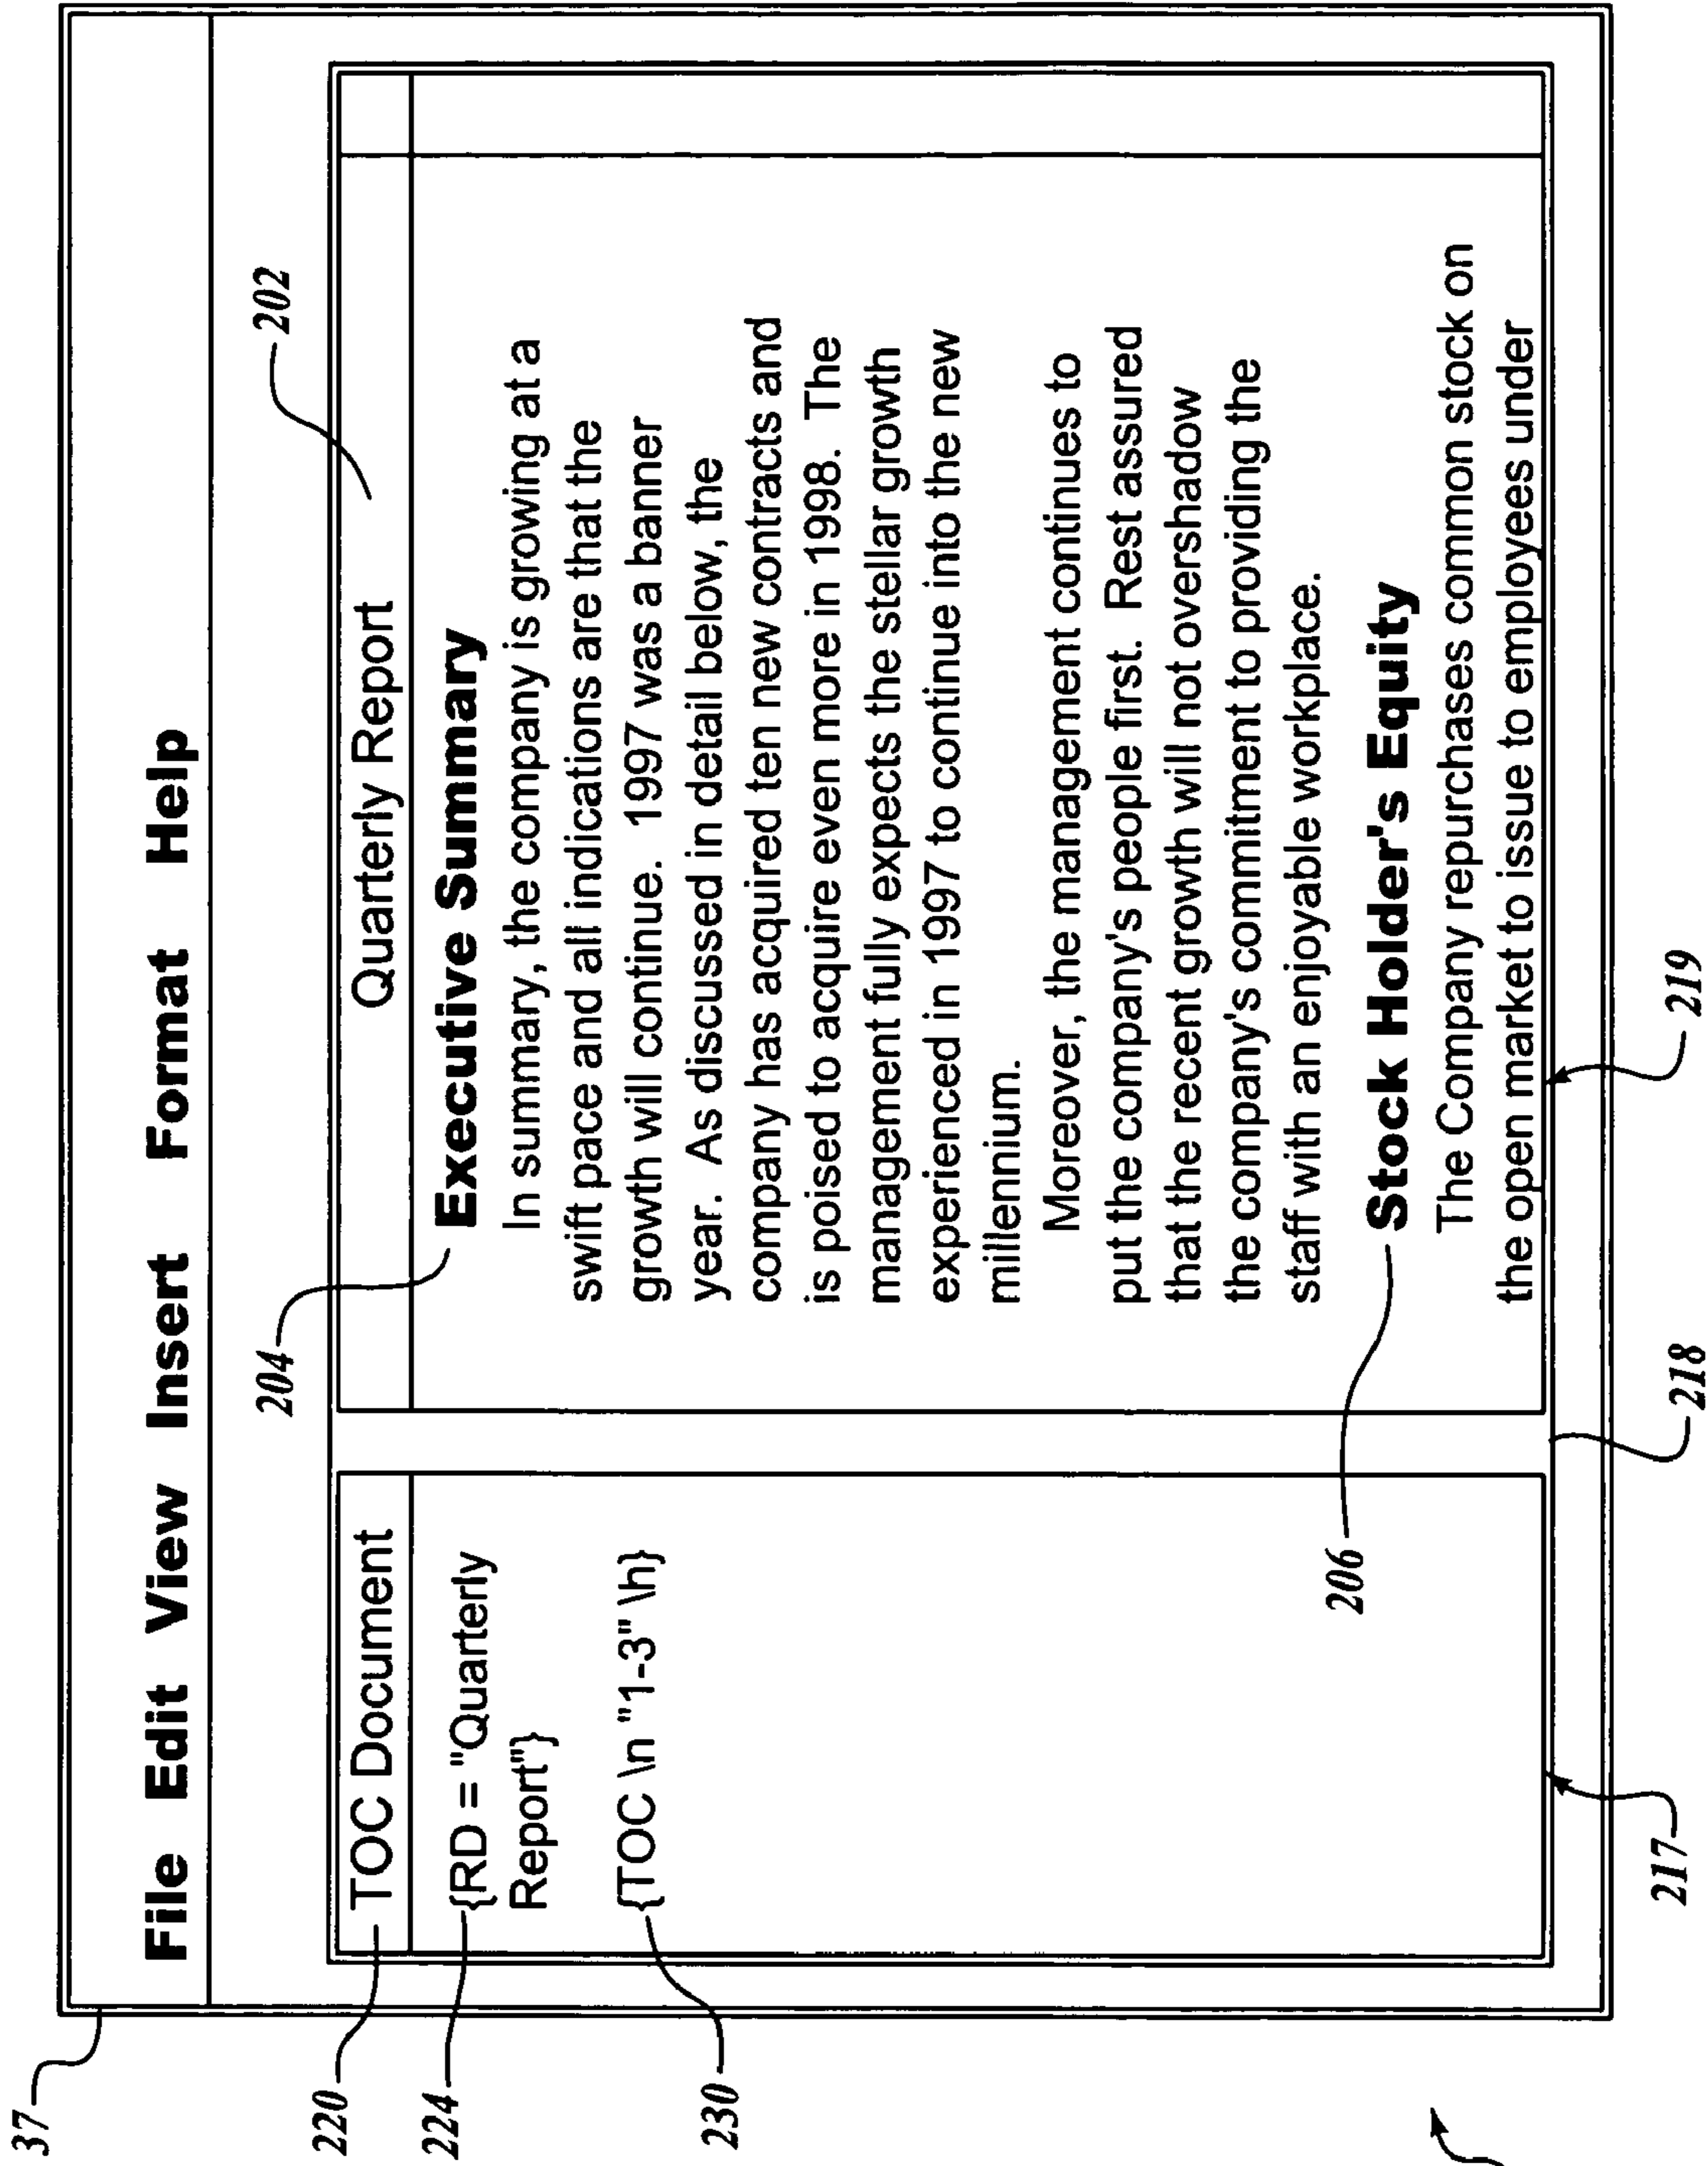 37
File Edit View Insert Format Help
204
202
220
TOC Document
Quarterly Report
224
{RD = "Quarterly
Report"}
230
{TOC \n "1-3" \h}
Executive Summary
In summary, the company is growing at a
swift pace and all indications are that the
growth will continue. 1997 was a banner
year. As discussed in detail below, the
company has acquired ten new contracts and
is poised to acquire even more in 1998. The
management fully expects the stellar growth
experienced in 1997 to continue into the new
millennium.
Moreover, the management continues to
put the company's people first. Rest assured
that the recent growth will not overshadow
the company's commitment to providing the
staff with an enjoyable workplace.
206
Stock Holder's Equity
The Company repurchases common stock on
the open market to issue to employees under
217
218
219